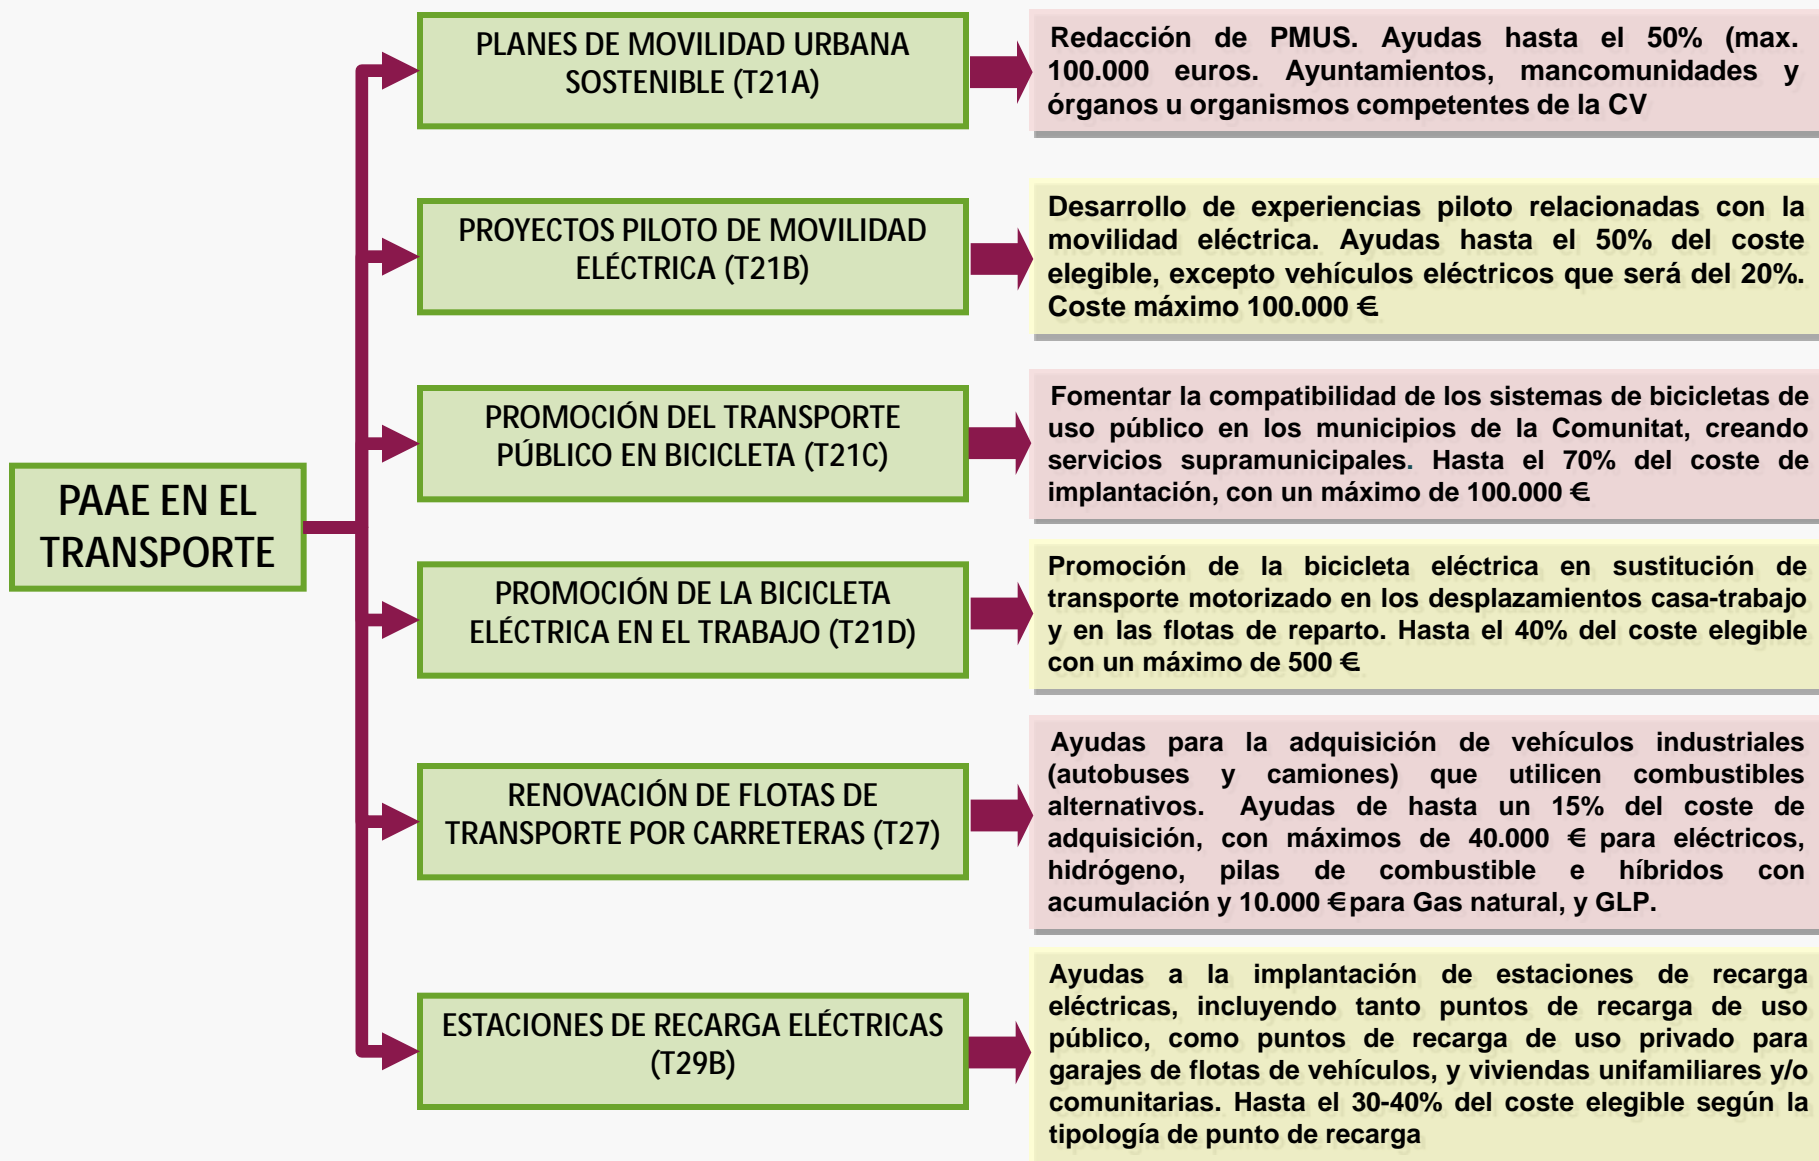 PAAE EN EL
TRANSPORTE
PLANES DE MOVILIDAD URBANA
SOSTENIBLE (T21A)
Redacción de PMUS. Ayudas hasta el 50% (max.
100.000 euros. Ayuntamientos, mancomunidades y
órganos u organismos competentes de la CV
PROYECTOS PILOTO DE MOVILIDAD
ELÉCTRICA (T21B)
Desarrollo de experiencias piloto relacionadas con la
movilidad eléctrica. Ayudas hasta el 50% del coste
elegible, excepto vehículos eléctricos que será del 20%.
Coste máximo 100.000 €.
PROMOCIÓN DEL TRANSPORTE
PÚBLICO EN BICICLETA (T21C)
Fomentar la compatibilidad de los sistemas de bicicletas de
uso público en los municipios de la Comunitat, creando
servicios supramunicipales. Hasta el 70% del coste de
implantación, con un máximo de 100.000 €
PROMOCIÓN DE LA BICICLETA
ELÉCTRICA EN EL TRABAJO (T21D)
Promoción de la bicicleta eléctrica en sustitución de
transporte motorizado en los desplazamientos casa-trabajo
y en las flotas de reparto. Hasta el 40% del coste elegible
con un máximo de 500 €.
RENOVACIÓN DE FLOTAS DE
TRANSPORTE POR CARRETERAS (T27)
Ayudas para la adquisición de vehículos industriales
(autobuses y camiones) que utilicen combustibles
alternativos. Ayudas de hasta un 15% del coste de
adquisición, con máximos de 40.000 € para eléctricos,
hidrógeno, pilas de combustible e híbridos con
acumulación y 10.000 € para Gas natural, y GLP.
ESTACIONES DE RECARGA ELÉCTRICAS
(T29B)
Ayudas a la implantación de estaciones de recarga
eléctricas, incluyendo tanto puntos de recarga de uso
público, como puntos de recarga de uso privado para
garajes de flotas de vehículos, y viviendas unifamiliares y/o
comunitarias. Hasta el 30-40% del coste elegible según la
tipología de punto de recarga